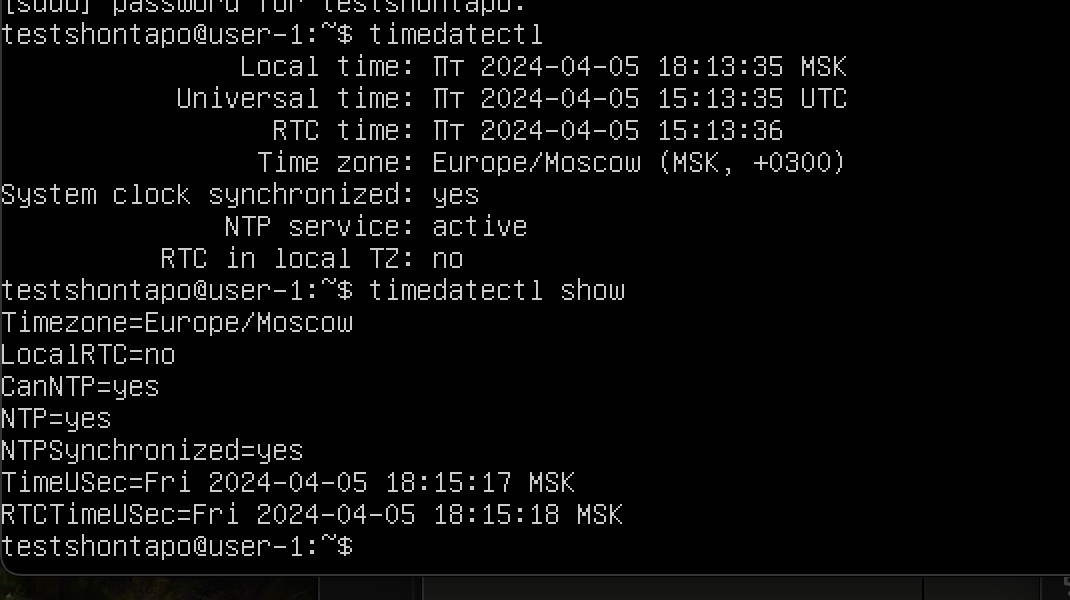 [sudo] password for testshontapo:
testshontapo@user-1:~$ timedatectl
Local time: Пт 2024-04-05 18:13:35 MSK
Universal time: Пт 2024-04-05 15:13:35 UTC
RTC time: Пт 2024-04-05 15:13:36
Time zone: Europe/Moscow (MSK, +0300)
System clock synchronized: yes
NTP service: active
RTC in local TZ: no
testshontapo@user-1:~$ timedatectl show
Timezone=Europe/Moscow
LocalRTC=no
CanNTP=yes
NTP=yes
NTPSynchronized=yes
TimeUSec=Fri 2024-04-05 18:15:17 MSK
RTCTimeUSec=Fri 2024-04-05 18:15:18 MSK
testshontapo@user-1:~$